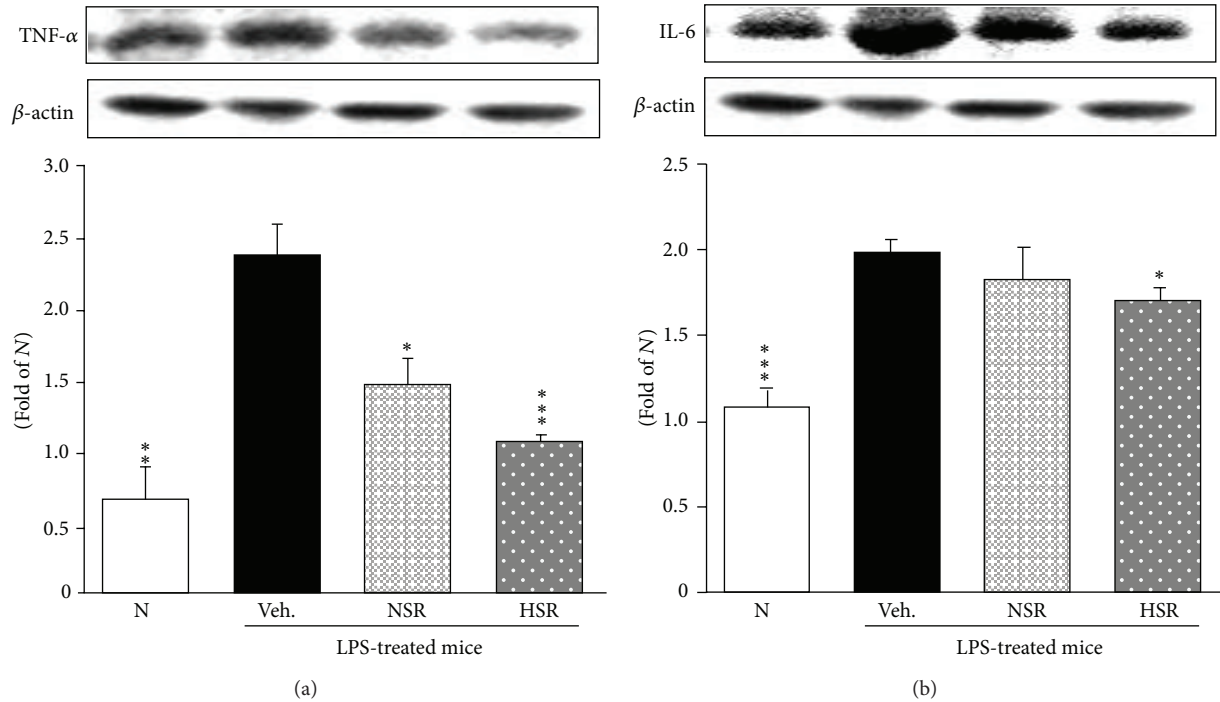 TNF-α
β-actin
3.0
2.5
2.0
1.5
1.0
0.5
0
(Fold of N)
**
*
***
N
Veh.
NSR
HSR
LPS-treated mice
(a)
IL-6
β-actin
2.5
2.0
1.5
1.0
0.5
0
(Fold of N)
***
*
N
Veh.
NSR
HSR
LPS-treated mice
(b)